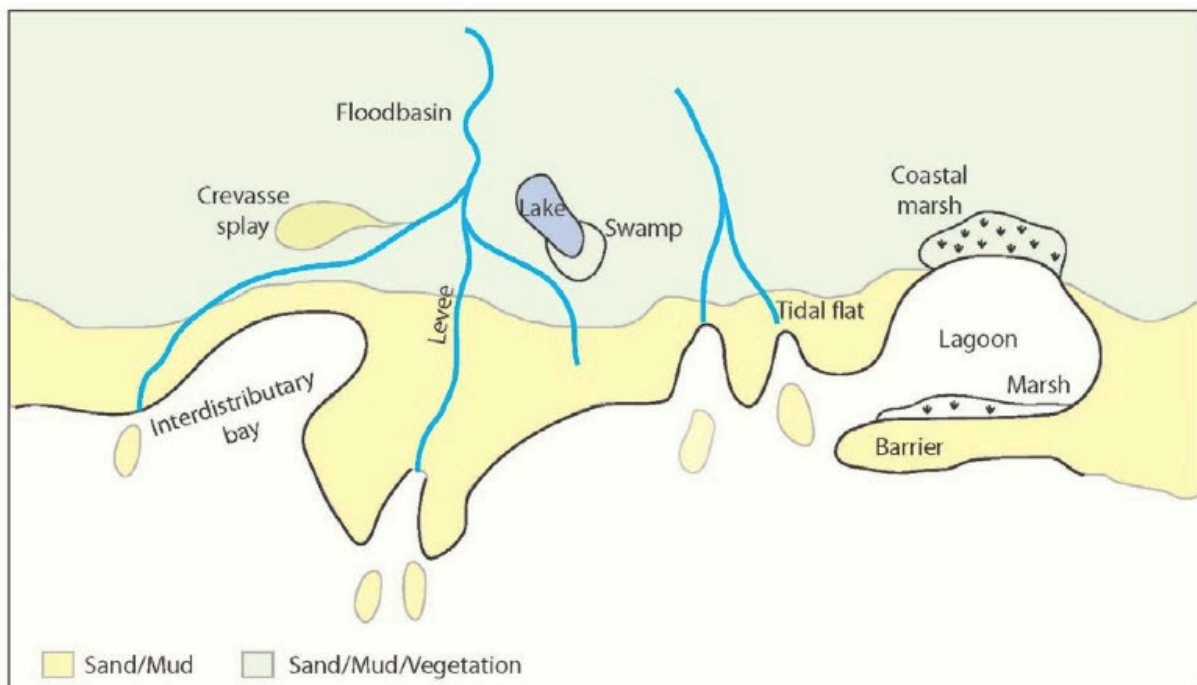 Floodbasin
Crevasse
splay
Lake
Swamp
Coastal
marsh
Levee
Tidal flat
Lagoon
Marsh
Interdistributary
bay
Barrier
Sand/Mud
Sand/Mud/Vegetation